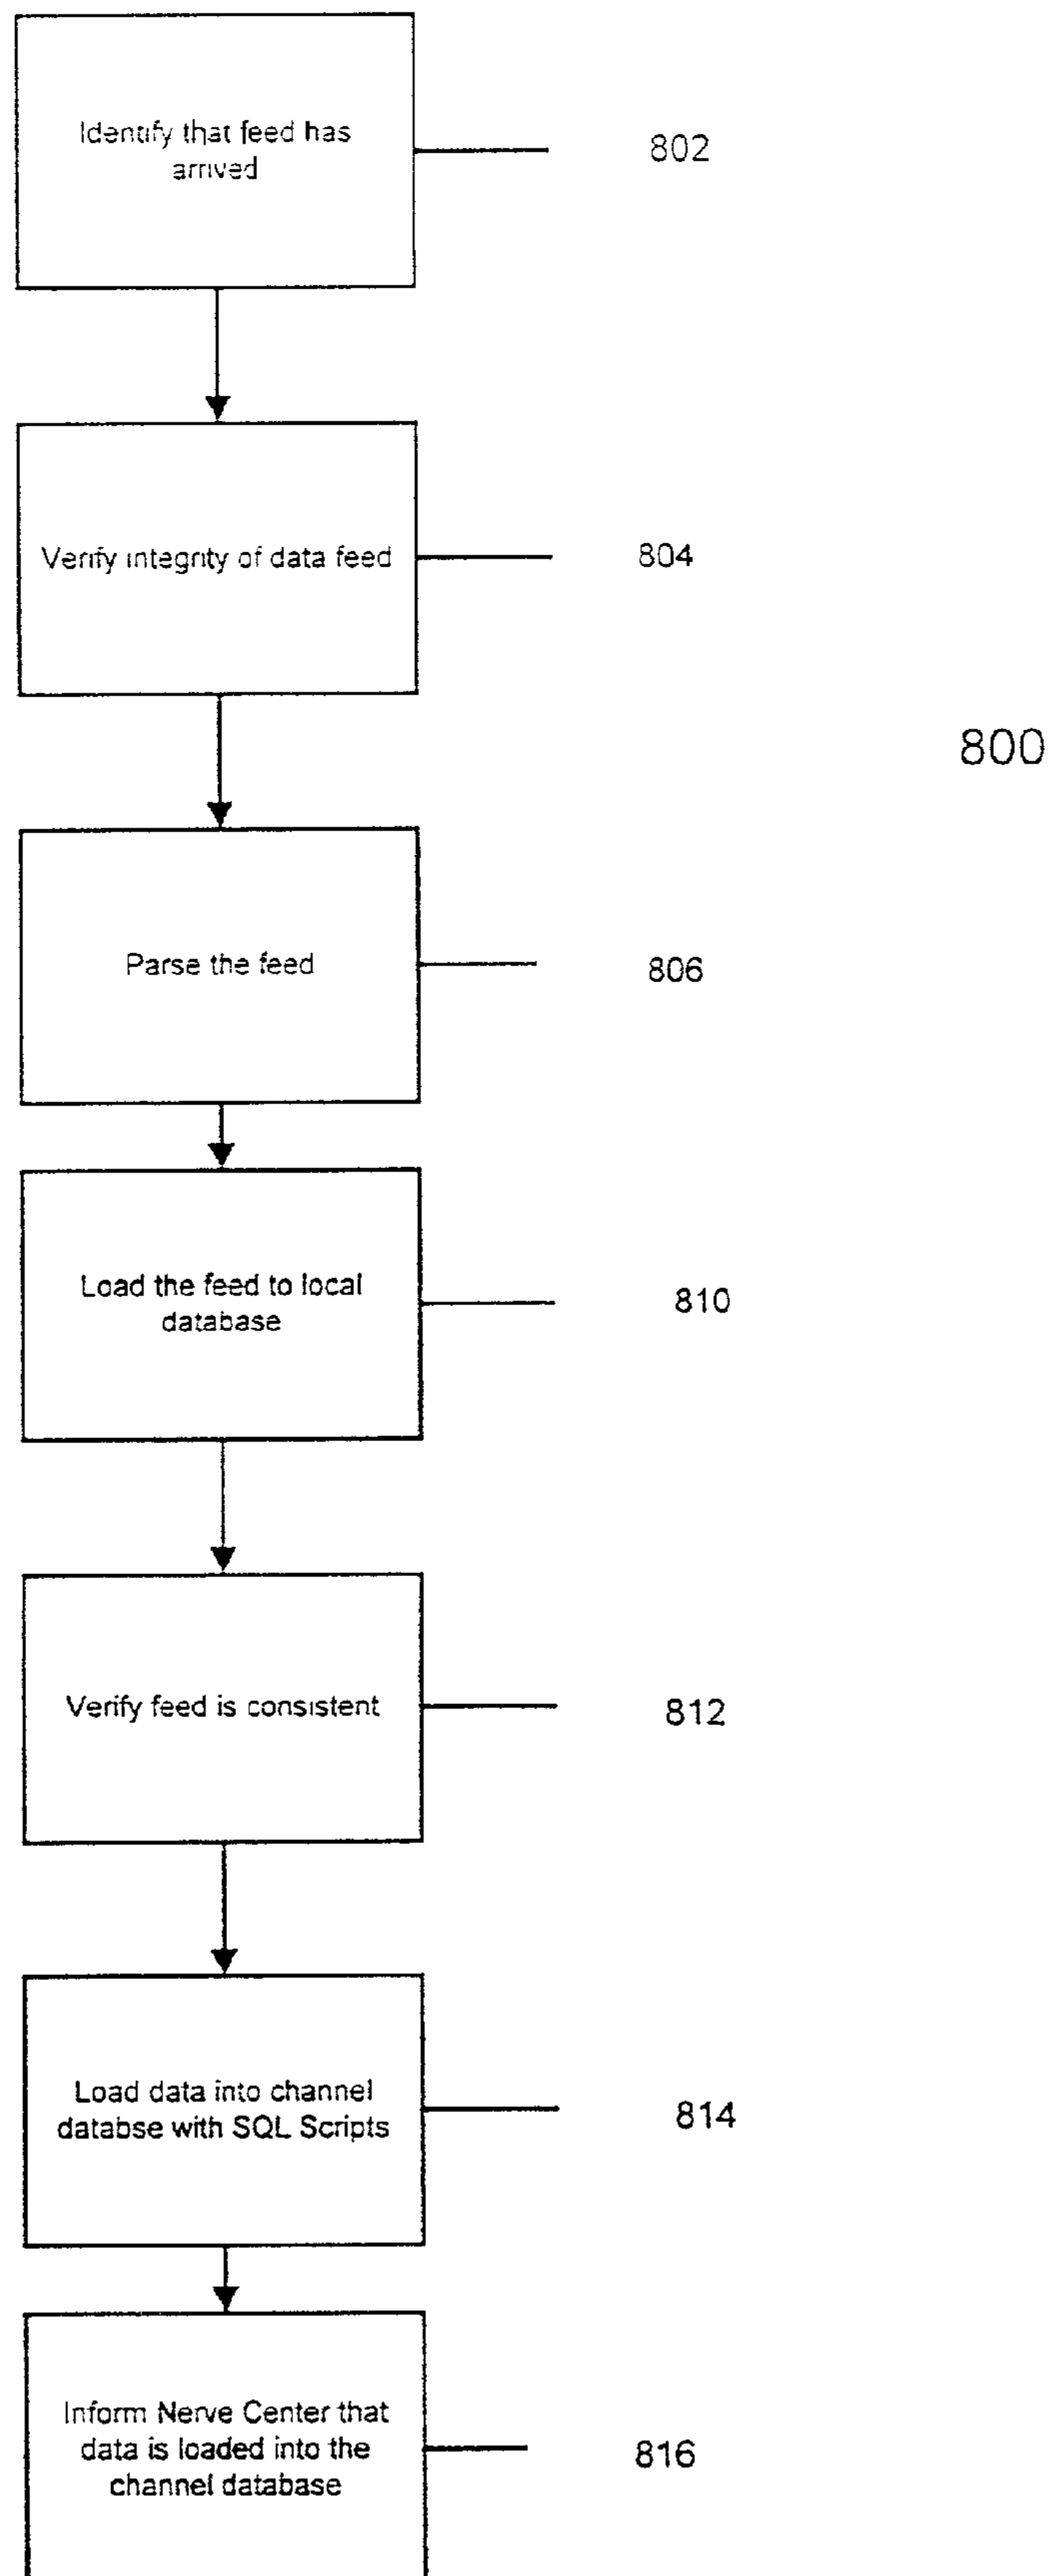 Identify that feed has
arrived
802
Verify integrity of data feed
804
800
Parse the feed
806
Load the feed to local
database
810
Verify feed is consistent
812
Load data into channel
databse with SQL Scripts
814
Inform Nerve Center that
data is loaded into the
channel database
816